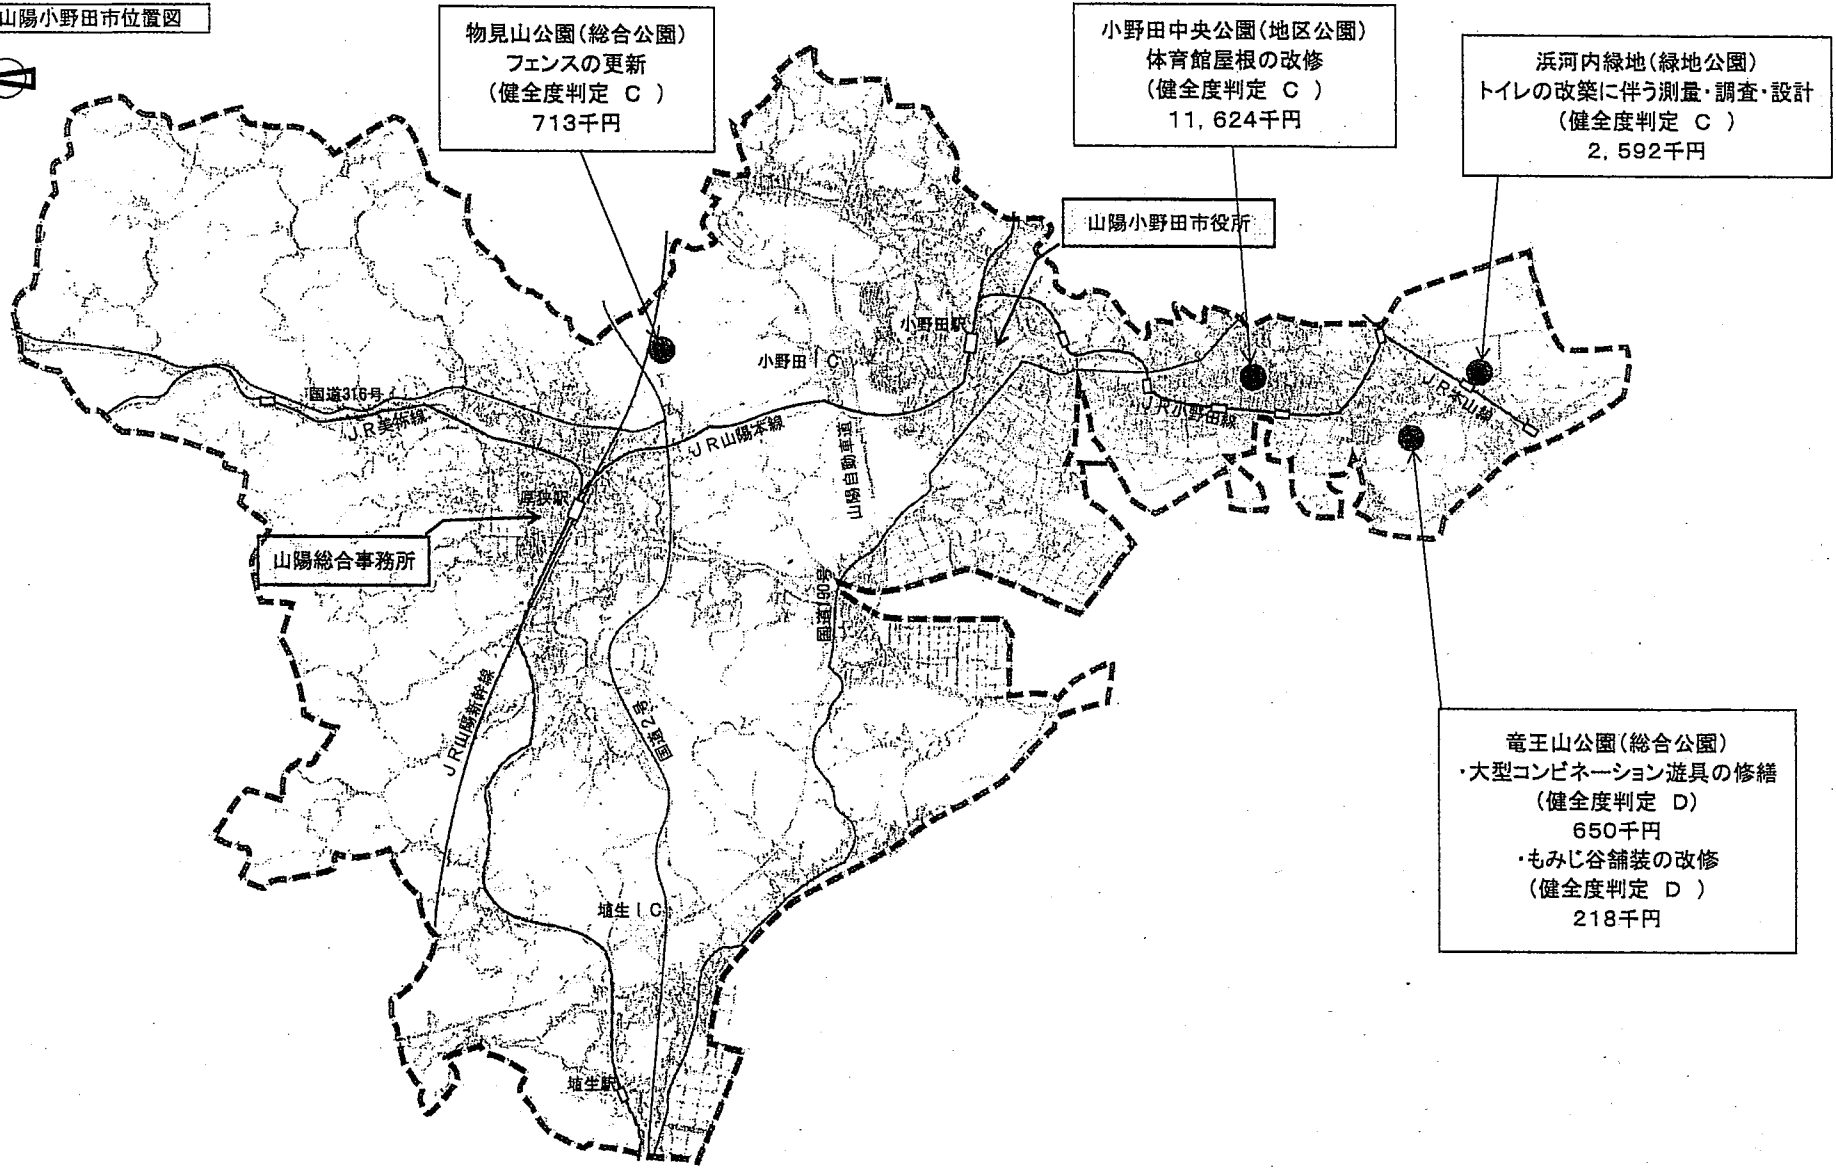 山陽小野田市位置図
物見山公園(総合公園)
フェンスの更新
(健全度判定 C )
713千円
小野田中央公園(地区公園)
体育館屋根の改修
(健全度判定 C )
11,624千円
浜河内緑地(緑地公園)
トイレの改築に伴う測量・調査・設計
(健全度判定 C )
2,592千円
山陽小野田市役所
小野田駅
小野田IC
国道316号
JR美祢線
JR山陽本線
山陽自動車道
JR小野田線
JR本山線
厚狭駅
山陽総合事務所
国道190号
JR山陽新幹線
国道2号
竜王山公園(総合公園)
・大型コンビネーション遊具の修繕
(健全度判定 D)
650千円
・もみじ谷舗装の改修
(健全度判定 D )
218千円
埴生IC
埴生駅